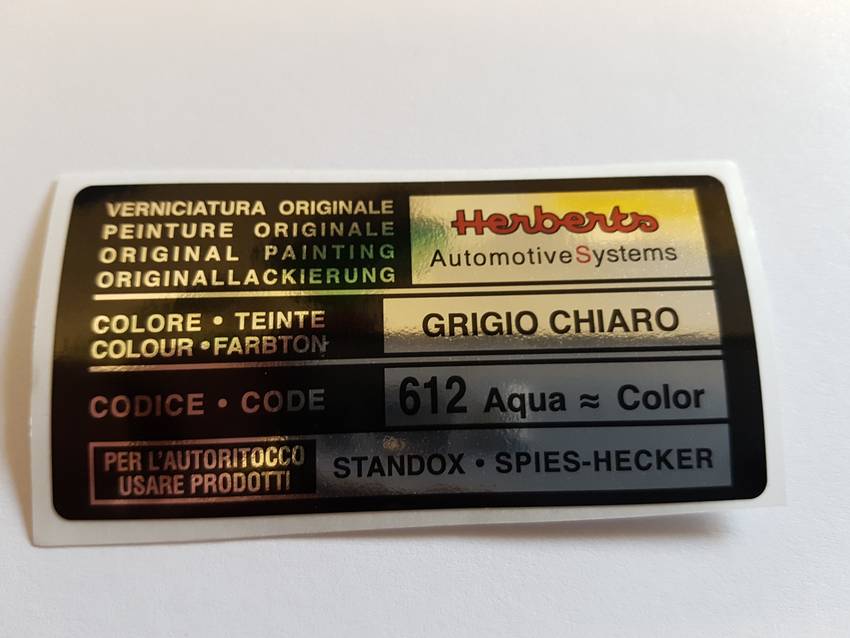 VERNICIATURA ORIGINALE
PEINTURE ORIGINALE
ORIGINAL PAINTING
ORIGINALLACKIERUNG
Herberts
AutomotiveSystems
COLORE • TEINTE
COLOUR • FARBTON
GRIGIO CHIARO
CODICE • CODE
612 Aqua ≈ Color
PER L'AUTORITOCCO
USARE PRODOTTI
STANDOX • SPIES-HECKER